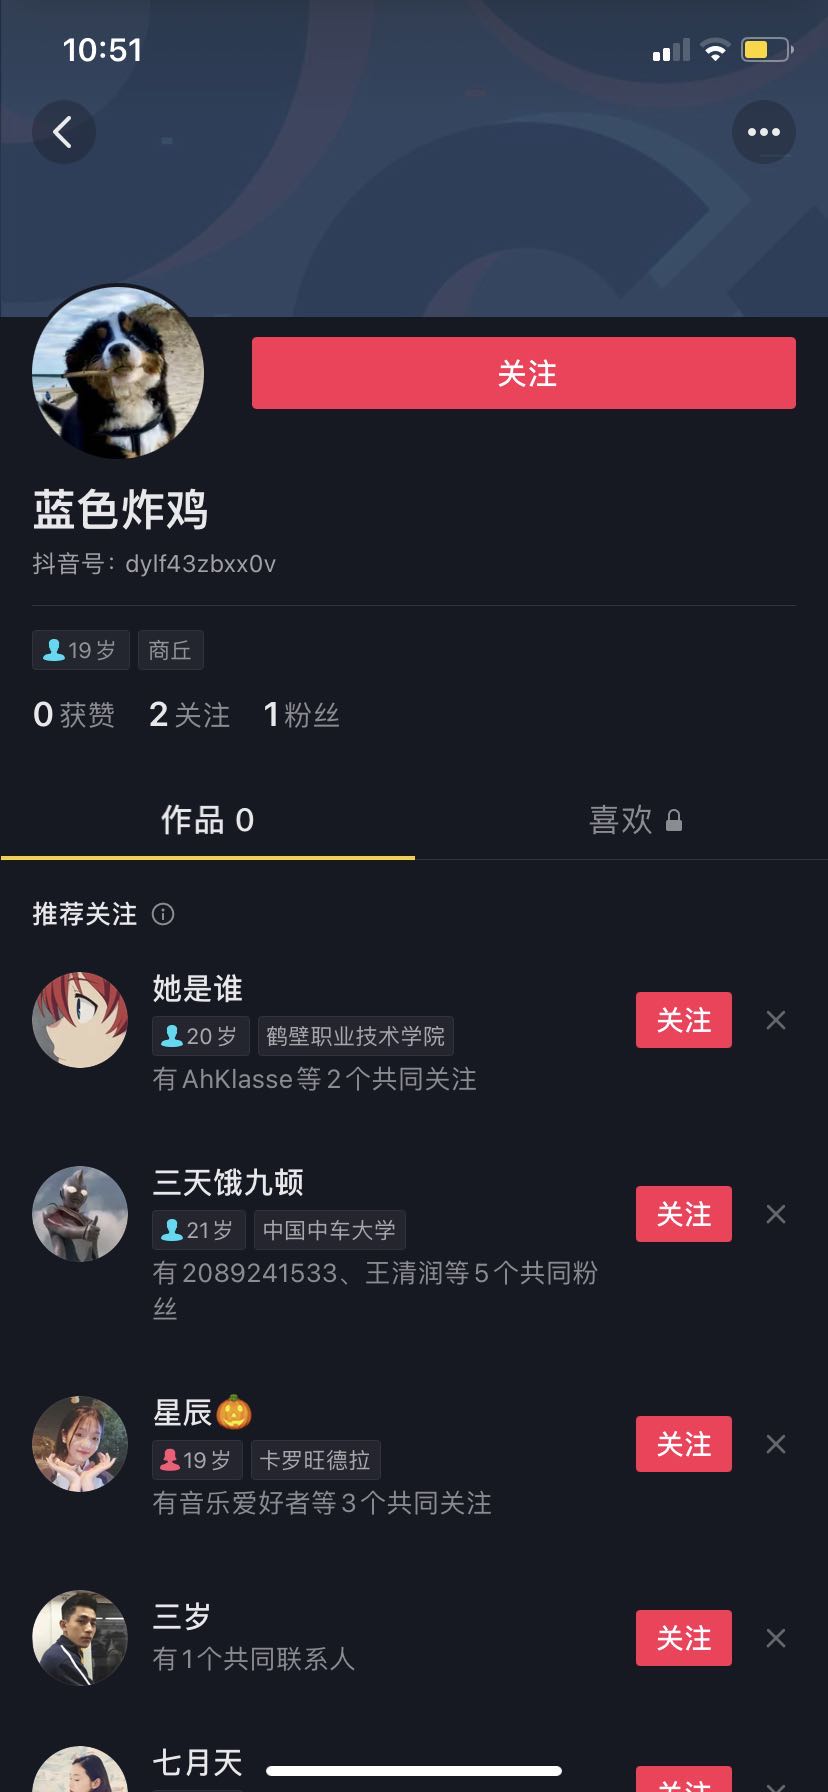 10:51
关注
蓝色炸鸡
抖音号：dylf43zbxx0v
19岁 商丘
0获赞 2关注 1粉丝
作品 0 喜欢
推荐关注
她是谁
20岁 鹤壁职业技术学院
有AhKlasse等2个共同关注
关注
三天饿九顿
21岁 中国中车大学
有2089241533、王清润等5个共同粉
丝
关注
星辰🎃
19岁 卡罗旺德拉
有音乐爱好者等3个共同关注
关注
三岁
有1个共同联系人
关注
七月天
关注